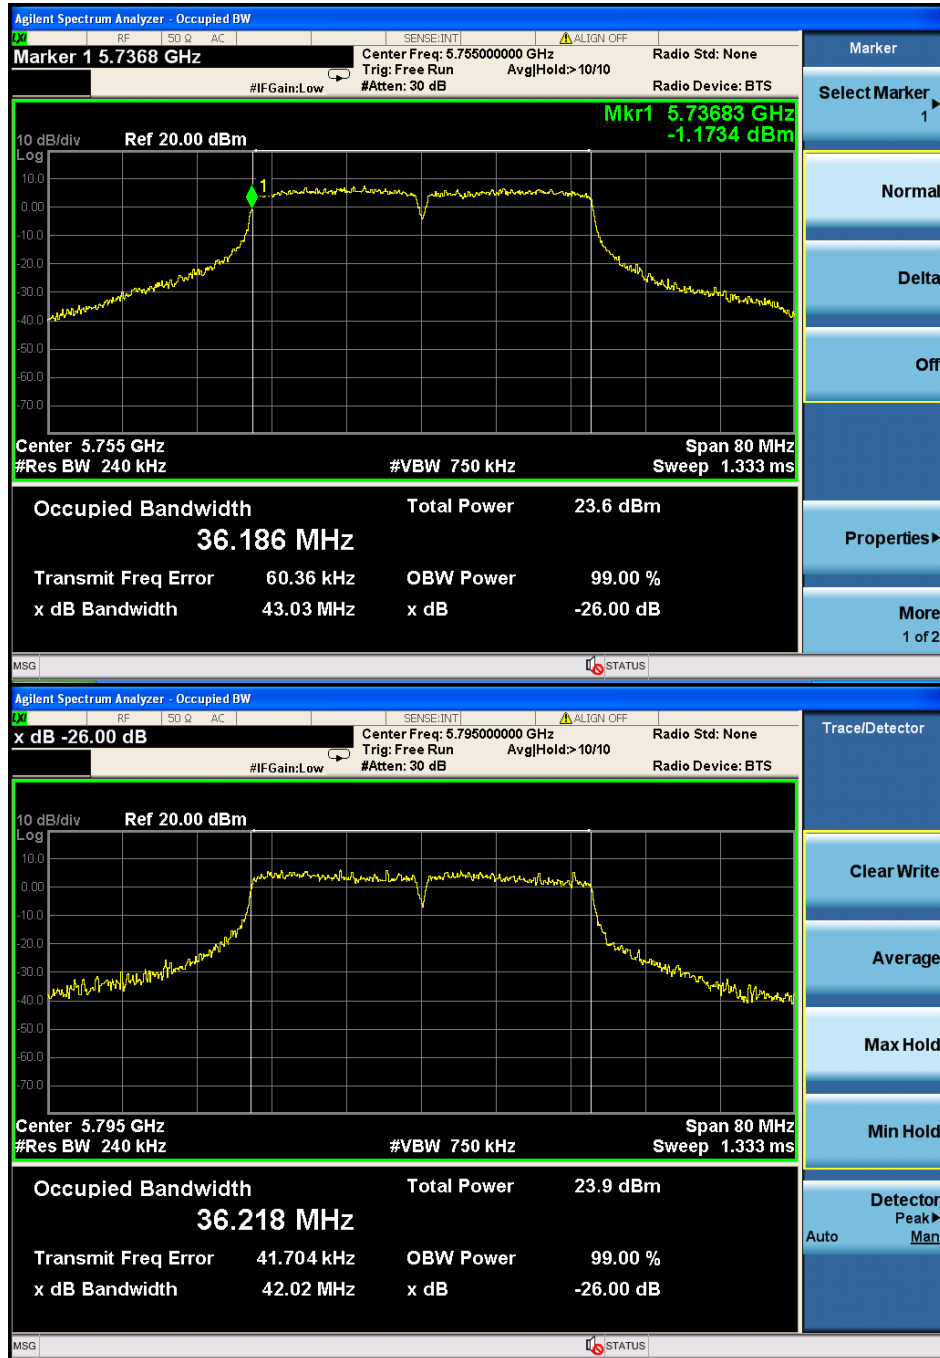 Agilent Spectrum Analyzer - Occupied BW
LXI RF 50 Ω AC SENSE:INT ALIGN OFF
Marker 1 5.7368 GHz
Center Freq: 5.755000000 GHz Radio Std: None
Trig: Free Run Avg|Hold:> 10/10
#IFGain:Low #Atten: 30 dB Radio Device: BTS
Mkr1 5.73683 GHz
-1.1734 dBm
10 dB/div Ref 20.00 dBm
Log
10.0
0.00
-10.0
-20.0
-30.0
-40.0
-50.0
-60.0
-70.0
1
Center 5.755 GHz Span 80 MHz
#Res BW 240 kHz #VBW 750 kHz Sweep 1.333 ms
Occupied Bandwidth Total Power 23.6 dBm
36.186 MHz
Transmit Freq Error 60.36 kHz OBW Power 99.00 %
x dB Bandwidth 43.03 MHz x dB -26.00 dB
MSG STATUS
Marker
Select Marker
1
Normal
Delta
Off
Properties
More
1 of 2
Agilent Spectrum Analyzer - Occupied BW
LXI RF 50 Ω AC SENSE:INT ALIGN OFF
x dB -26.00 dB
Center Freq: 5.795000000 GHz Radio Std: None
Trig: Free Run Avg|Hold:> 10/10
#IFGain:Low #Atten: 30 dB Radio Device: BTS
10 dB/div Ref 20.00 dBm
Log
10.0
0.00
-10.0
-20.0
-30.0
-40.0
-50.0
-60.0
-70.0
Center 5.795 GHz Span 80 MHz
#Res BW 240 kHz #VBW 750 kHz Sweep 1.333 ms
Occupied Bandwidth Total Power 23.9 dBm
36.218 MHz
Transmit Freq Error 41.704 kHz OBW Power 99.00 %
x dB Bandwidth 42.02 MHz x dB -26.00 dB
MSG STATUS
Trace/Detector
Clear Write
Average
Max Hold
Min Hold
Detector
Peak
Auto Man